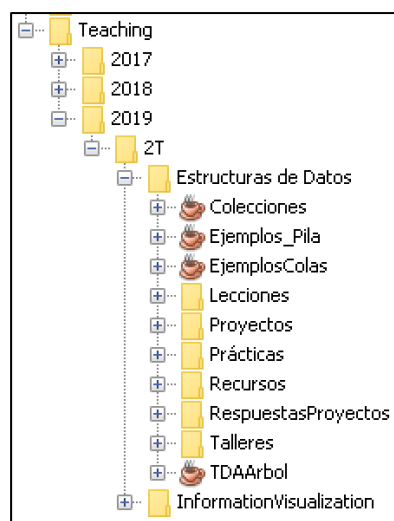 Teaching
2017
2018
2019
2T
Estructuras de Datos
Colecciones
Ejemplos_Pila
EjemplosColas
Lecciones
Proyectos
Prácticas
Recursos
RespuestasProyectos
Talleres
TDAArbol
InformationVisualization